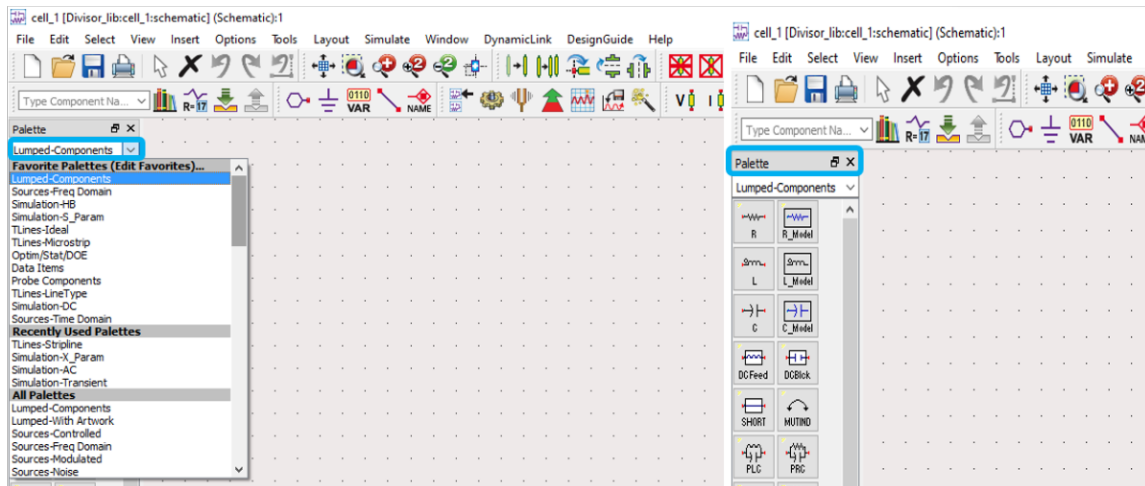 cell_1 [Divisor_lib:cell_1:schematic] (Schematic):1
File Edit Select View Insert Options Tools Layout Simulate Window DynamicLink DesignGuide Help
+2 -2
Type Component Na... R=17 0110 VAR NAME
Palette
Lumped-Components
Favorite Palettes (Edit Favorites)...
Lumped-Components
Sources-Freq Domain
Simulation-HB
Simulation-S_Param
TLines-Ideal
TLines-Microstrip
Optim/Stat/DOE
Data Items
Probe Components
TLines-LineType
Simulation-DC
Sources-Time Domain
Recently Used Palettes
TLines-Stripline
Simulation-X_Param
Simulation-AC
Simulation-Transient
All Palettes
Lumped-Components
Lumped-With Artwork
Sources-Controlled
Sources-Freq Domain
Sources-Modulated
Sources-Noise
cell_1 [Divisor_lib:cell_1:schematic] (Schematic):1
File Edit Select View Insert Options Tools Layout Simulate
Type Component Na... R=17 0110 VAR
Palette
Lumped-Components
R R_Model
L L_Model
C C_Model
DCFeed DCBlck
SHORT MUTIND
PLC PRC